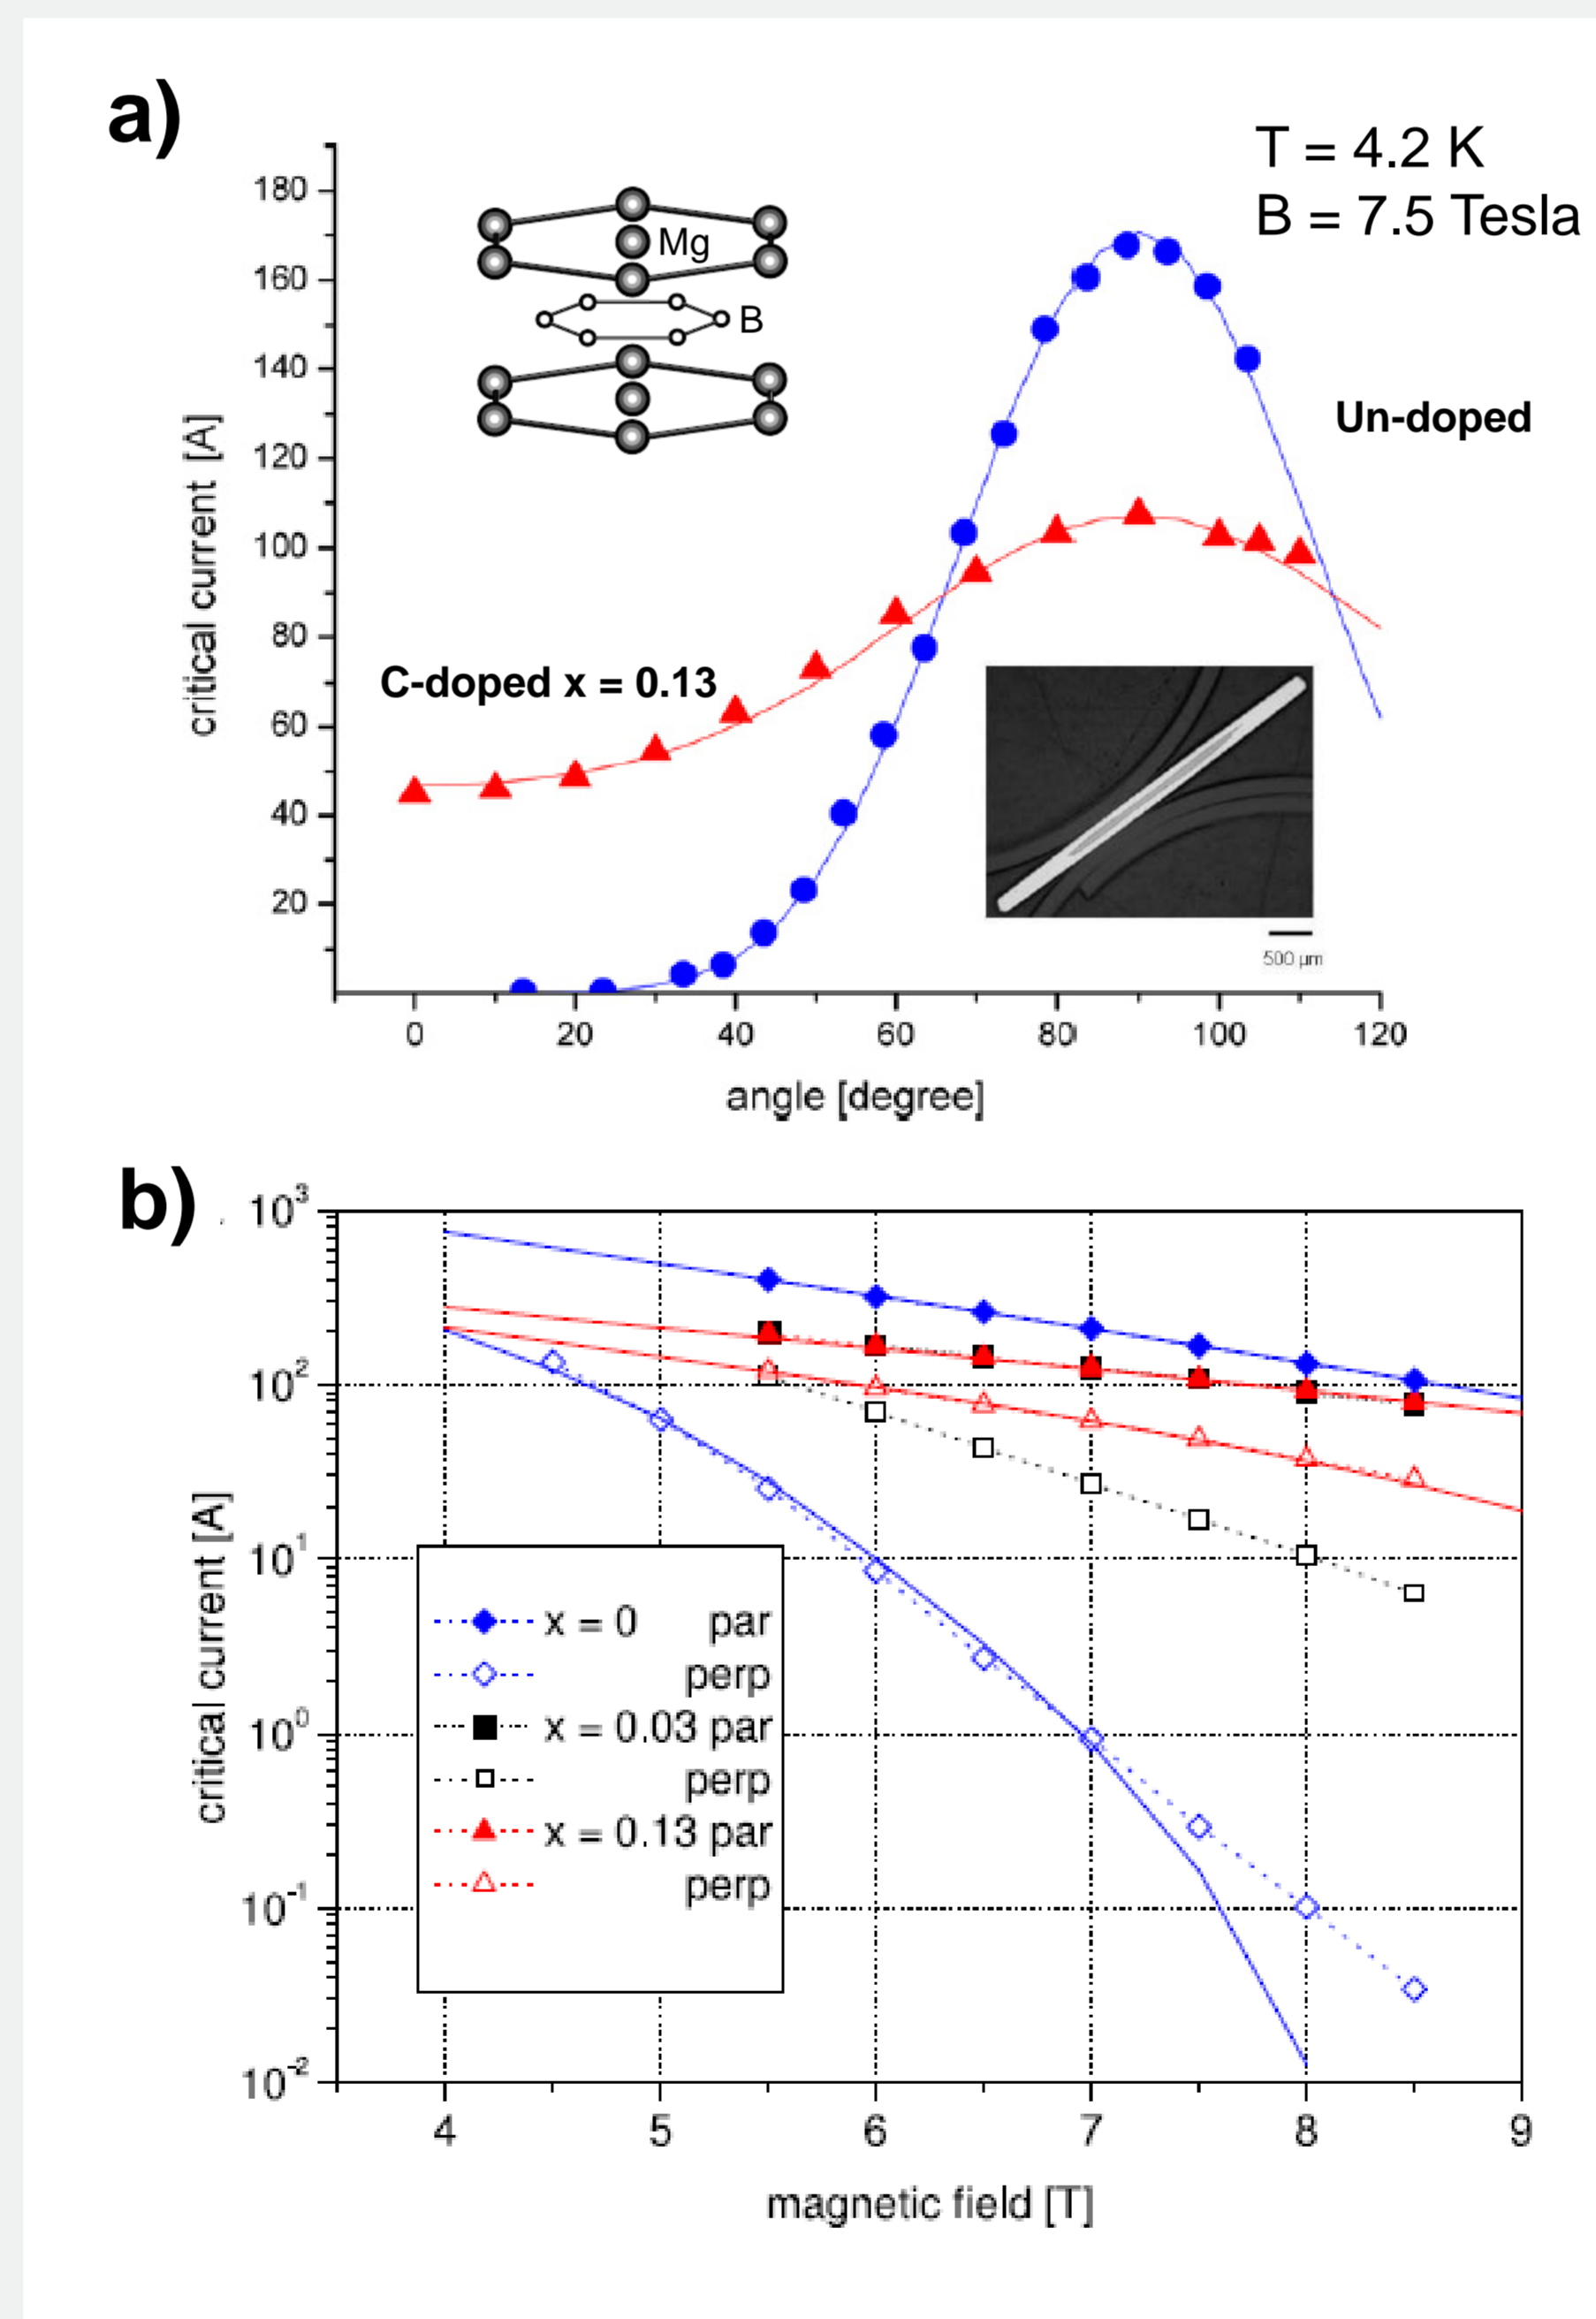 a)
T = 4.2 K
B = 7.5 Tesla
180
160
140
120
100
80
60
40
20
critical current [A]
Mg
B
Un-doped
C-doped x = 0.13
500 µm
0 20 40 60 80 100 120
angle [degree]
b)
10³
10²
10¹
10⁰
10⁻¹
10⁻²
critical current [A]
x = 0 par
perp
x = 0.03 par
perp
x = 0.13 par
perp
4 5 6 7 8 9
magnetic field [T]